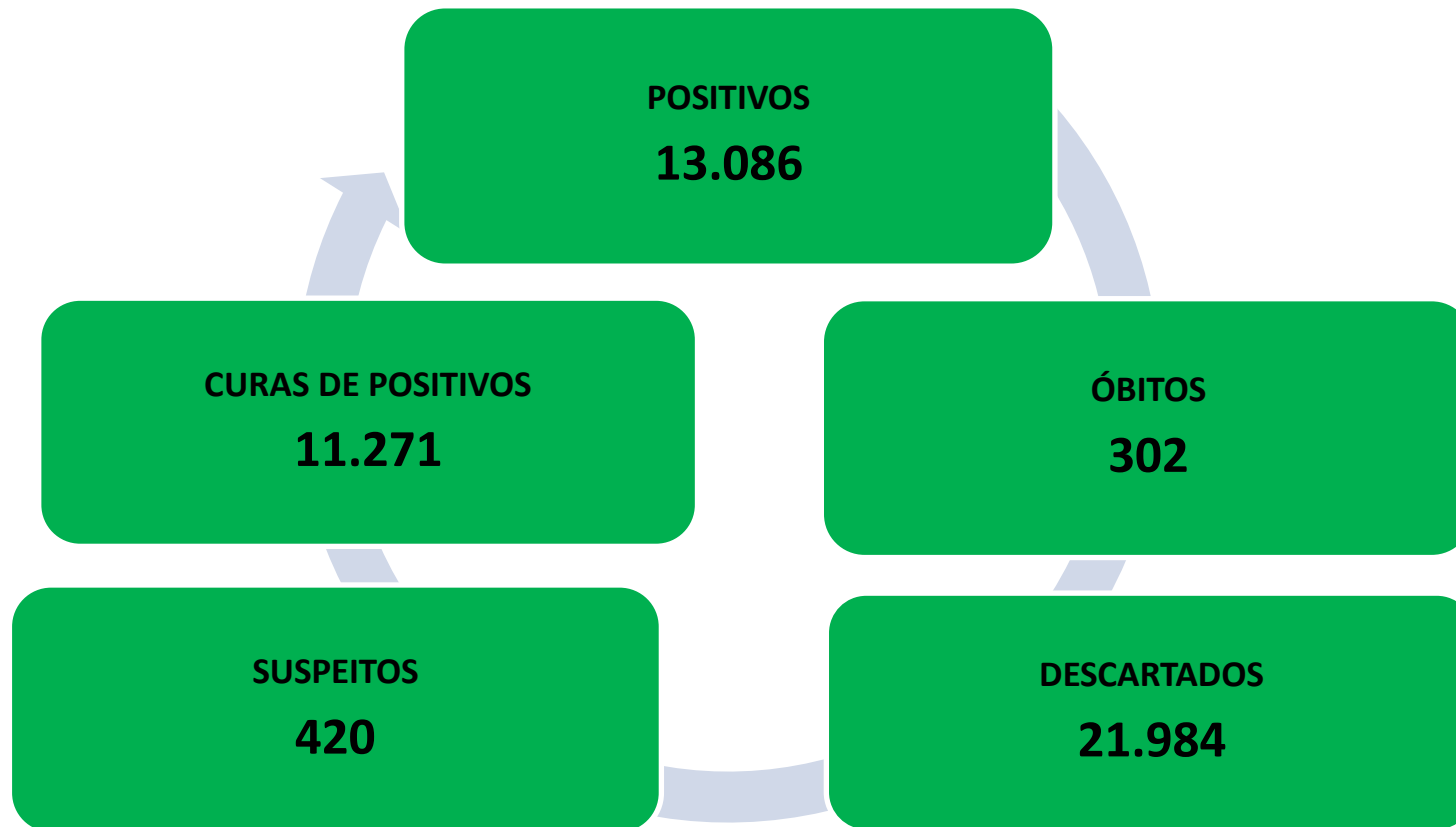 POSITIVOS
13.086
CURAS DE POSITIVOS
11.271
ÓBITOS
302
SUSPEITOS
420
DESCARTADOS
21.984